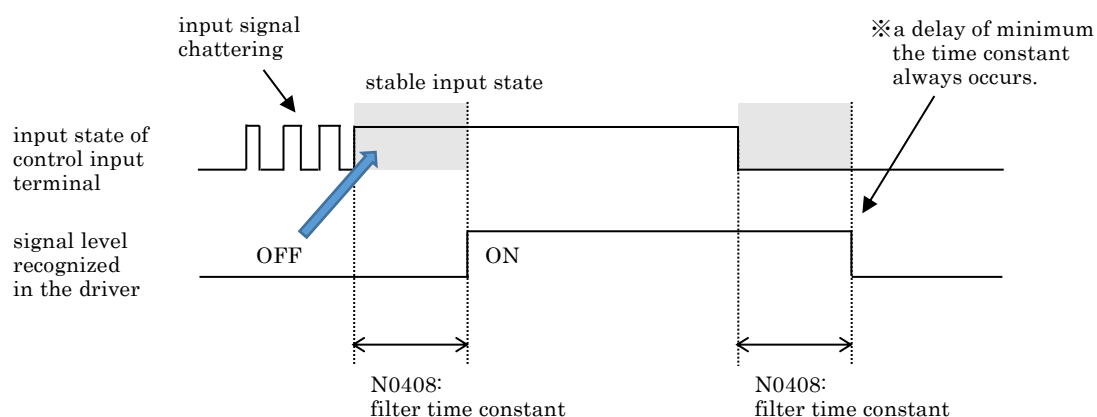 input signal
chattering
※a delay of minimum
the time constant
always occurs.
stable input state
input state of
control input
terminal
signal level
recognized
in the driver
OFF
ON
N0408:
filter time constant
N0408:
filter time constant